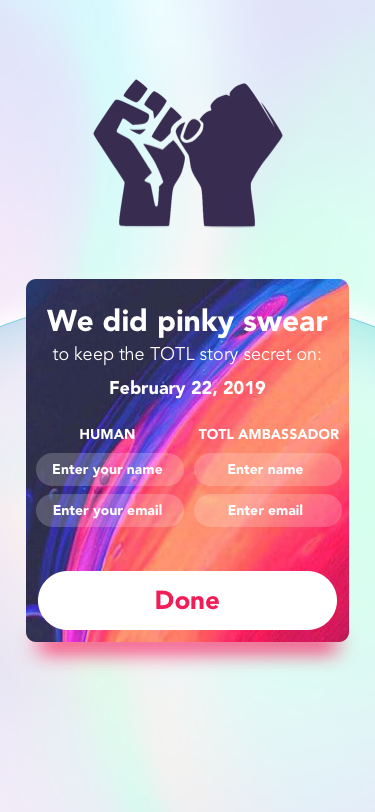 We did pinky swear
to keep the TOTL story secret on:
February 22, 2019
HUMAN
TOTL AMBASSADOR
Enter your name
Enter name
Enter your email
Enter email
Done